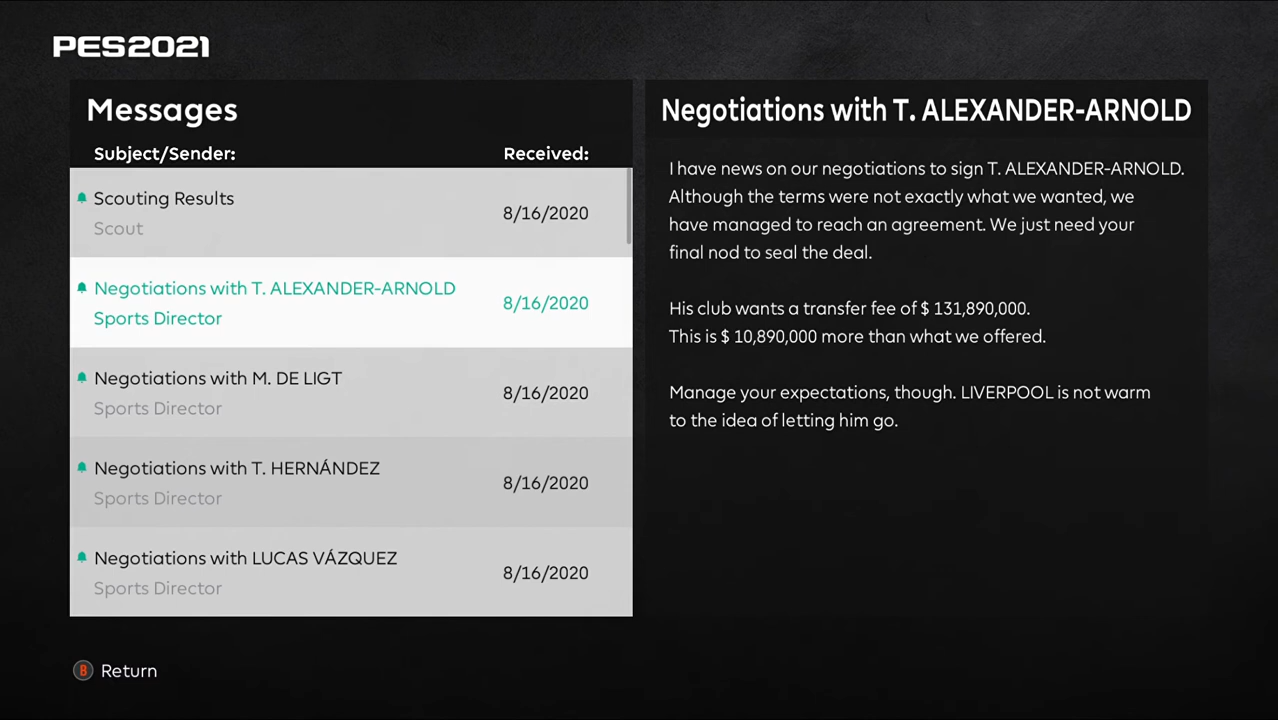 PES2021
Messages
Subject/Sender: Received:
Scouting Results
Scout
8/16/2020
Negotiations with T. ALEXANDER-ARNOLD
Sports Director
8/16/2020
Negotiations with M. DE LIGT
Sports Director
8/16/2020
Negotiations with T. HERNÁNDEZ
Sports Director
8/16/2020
Negotiations with LUCAS VÁZQUEZ
Sports Director
8/16/2020
Negotiations with T. ALEXANDER-ARNOLD
I have news on our negotiations to sign T. ALEXANDER-ARNOLD.
Although the terms were not exactly what we wanted, we
have managed to reach an agreement. We just need your
final nod to seal the deal.
His club wants a transfer fee of $ 131,890,000.
This is $ 10,890,000 more than what we offered.
Manage your expectations, though. LIVERPOOL is not warm
to the idea of letting him go.
B Return